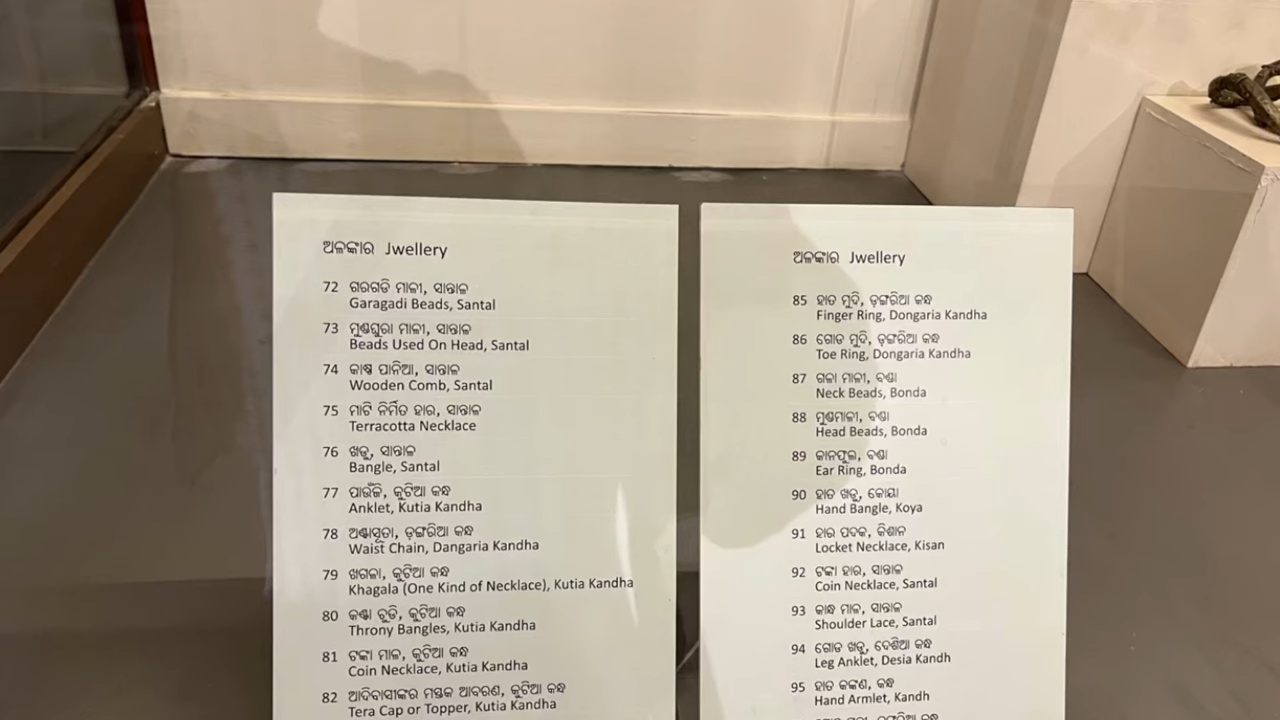 ଅଳଙ୍କାର Jwellery
72 ଗରଗଡି ମାଳୀ, ସାନ୍ତାଳ
Garagadi Beads, Santal
73 ମୁଣ୍ଡଘୁରା ମାଳୀ, ସାନ୍ତାଳ
Beads Used On Head, Santal
74 କାଷ୍ଠ ପାନିଆ, ସାନ୍ତାଳ
Wooden Comb, Santal
75 ମାଟି ନିର୍ମିତ ହାର, ସାନ୍ତାଳ
Terracotta Necklace
76 ଖଡୁ, ସାନ୍ତାଳ
Bangle, Santal
77 ପାଉଁଜି, କୁଟିଆ କନ୍ଧ
Anklet, Kutia Kandha
78 ଅଣ୍ଟାସୂତା, ଡ଼ଙ୍ଗରିଆ କନ୍ଧ
Waist Chain, Dangaria Kandha
79 ଖଗଳା, କୁଟିଆ କନ୍ଧ
Khagala (One Kind of Necklace), Kutia Kandha
80 କଣ୍ଟା ଚୁଡି, କୁଟିଆ କନ୍ଧ
Throny Bangles, Kutia Kandha
81 ଟଙ୍କା ମାଳ, କୁଟିଆ କନ୍ଧ
Coin Necklace, Kutia Kandha
82 ଆଦିବାସୀଙ୍କର ମସ୍ତକ ଆବରଣ, କୁଟିଆ କନ୍ଧ
Tera Cap or Topper, Kutia Kandha
ଅଳଙ୍କାର Jwellery
85 ହାତ ମୁଦି, ଡ଼ଙ୍ଗରିଆ କନ୍ଧ
Finger Ring, Dongaria Kandha
86 ଗୋଡ ମୁଦି, ଡ଼ଙ୍ଗରିଆ କନ୍ଧ
Toe Ring, Dongaria Kandha
87 ଗଳା ମାଳୀ, ବଣ୍ଡା
Neck Beads, Bonda
88 ମୁଣ୍ଡମାଳୀ, ବଣ୍ଡା
Head Beads, Bonda
89 କାନଫୁଲ, ବଣ୍ଡା
Ear Ring, Bonda
90 ହାତ ଖଡୁ, କୋୟା
Hand Bangle, Koya
91 ହାର ପଦକ, କିଶାନ
Locket Necklace, Kisan
92 ଟଙ୍କା ହାର, ସାନ୍ତାଳ
Coin Necklace, Santal
93 କାନ୍ଧ ମାଳ, ସାନ୍ତାଳ
Shoulder Lace, Santal
94 ଗୋଡ ଖଡୁ, ଦେଶିଆ କନ୍ଧ
Leg Anklet, Desia Kandh
95 ହାତ କଙ୍କଣ, କନ୍ଧ
Hand Armlet, Kandh